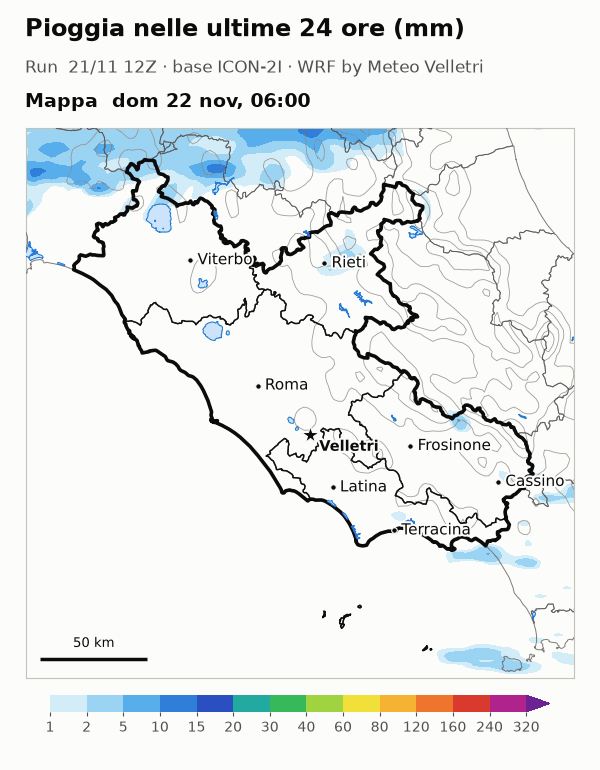 Pioggia nelle ultime 24 ore (mm)
Run 21/11 12Z · base ICON-2I · WRF by Meteo Velletri
Mappa dom 22 nov, 06:00
Viterbo
Rieti
Roma
Velletri
Frosinone
Latina
Cassino
Terracina
50 km
1 2 5 10 15 20 30 40 60 80 120 160 240 320